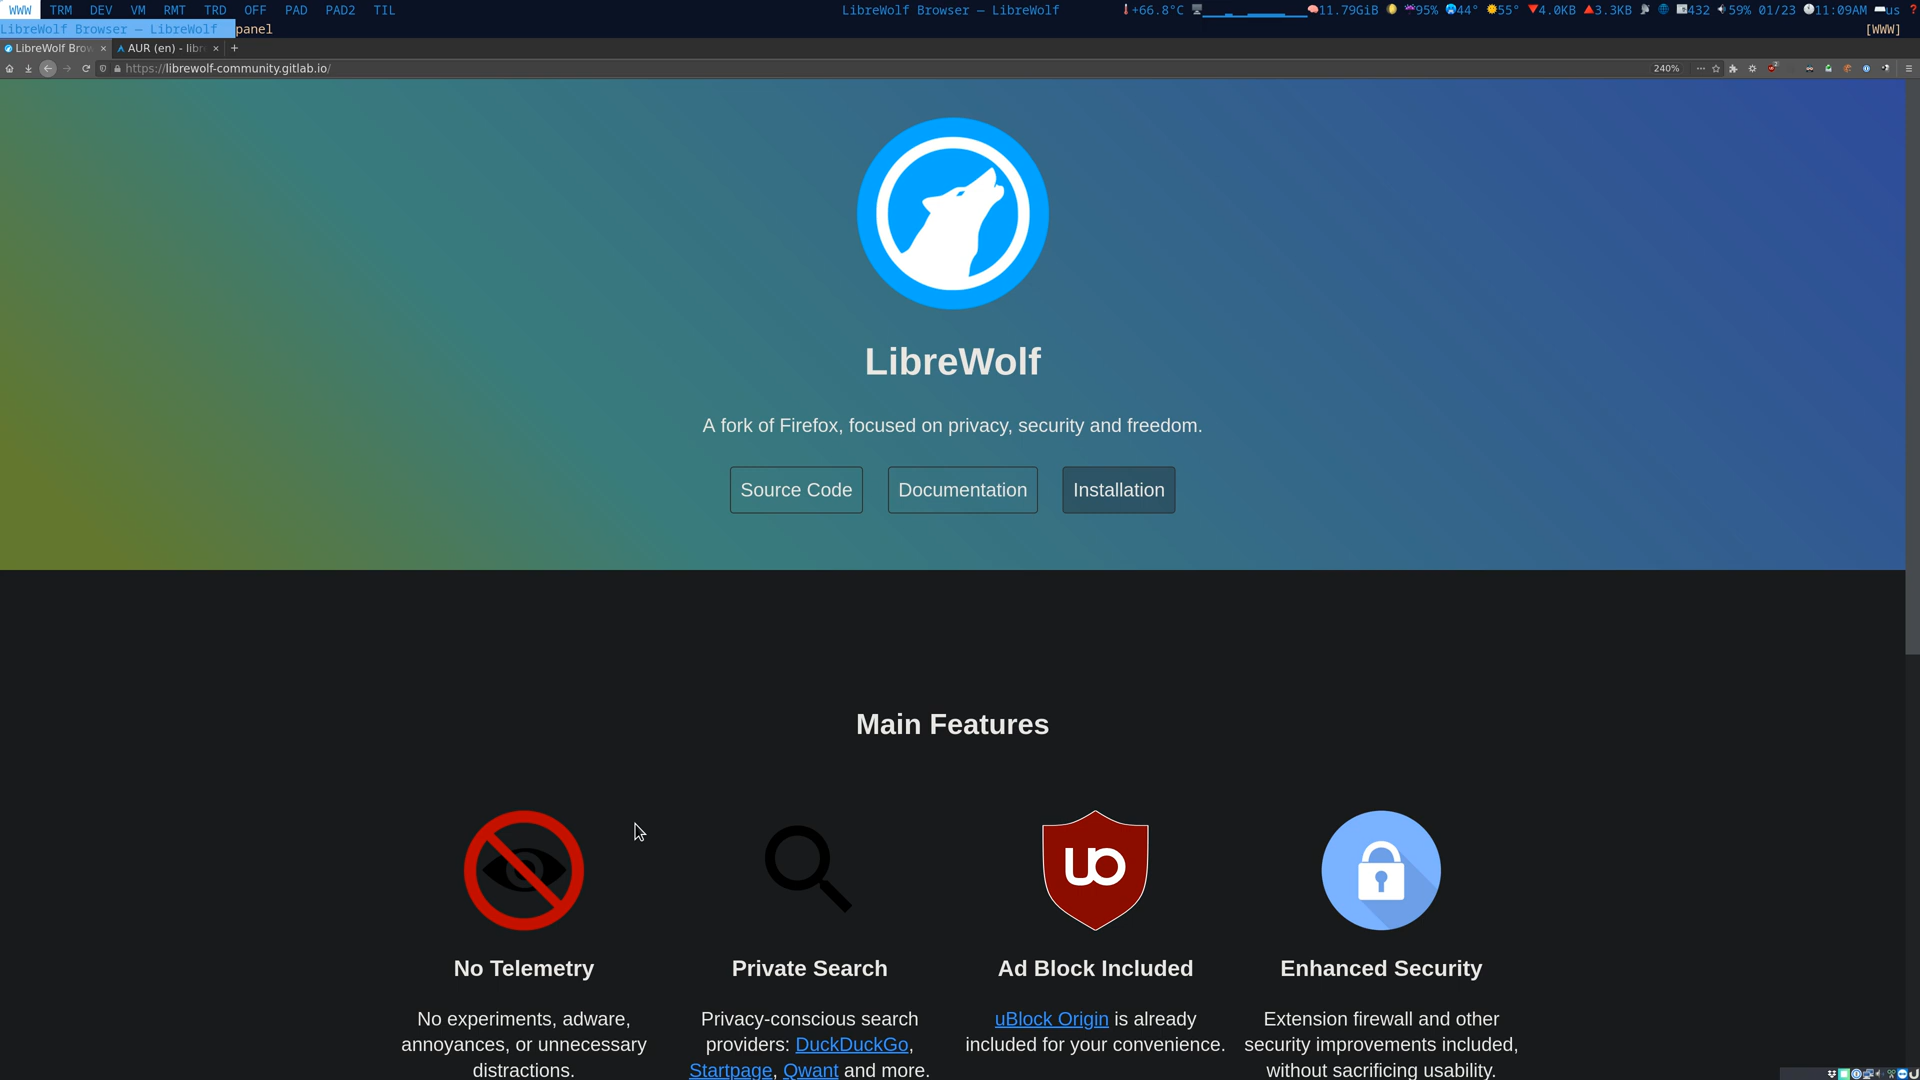 WWW TRM DEV VM RMT TRD OFF PAD PAD2 TIL LibreWolf Browser — LibreWolf +66.8°C 11.79GiB 95% 44° 55° 4.0KB 3.3KB 432 59% 01/23 11:09AM us ?
LibreWolf Browser — LibreWolf panel [WWW]
LibreWolf Brow × AUR (en) - libr × +
https://librewolf-community.gitlab.io/ 240%
LibreWolf
A fork of Firefox, focused on privacy, security and freedom.
Source Code Documentation Installation
Main Features
uo
No Telemetry Private Search Ad Block Included Enhanced Security
No experiments, adware, Privacy-conscious search uBlock Origin is already Extension firewall and other
annoyances, or unnecessary providers: DuckDuckGo, included for your convenience. security improvements included,
distractions. Startpage, Qwant and more. without sacrificing usability.